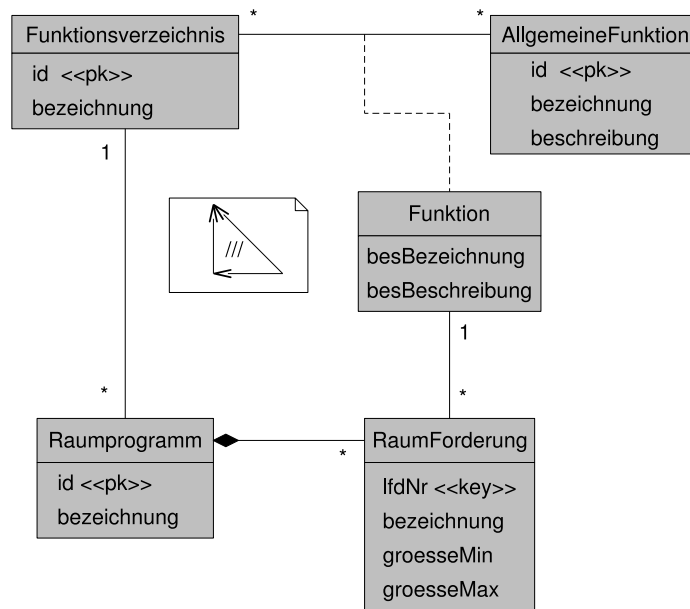 * *
Funktionsverzeichnis
id <<pk>>
bezeichnung
AllgemeineFunktion
id <<pk>>
bezeichnung
beschreibung
1
///
Funktion
besBezeichnung
besBeschreibung
1
* *
Raumprogramm
id <<pk>>
bezeichnung
*
RaumForderung
lfdNr <<key>>
bezeichnung
groesseMin
groesseMax